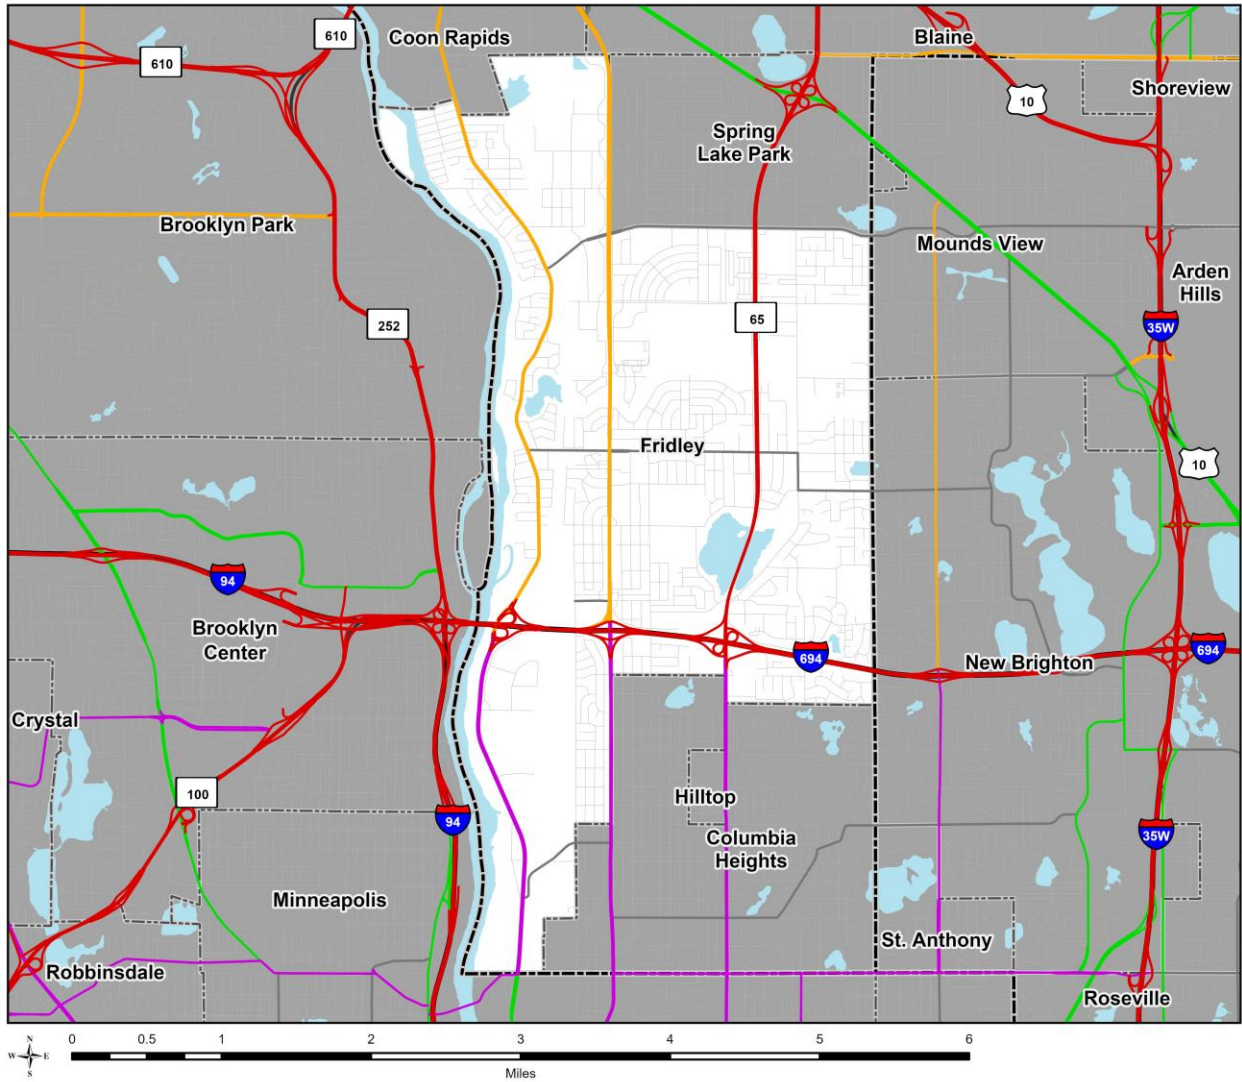 610
Coon Rapids
Blaine
610
10
Shoreview
Spring
Lake Park
Brooklyn Park
Mounds View
Arden
Hills
65
252
35W
Fridley
10
94
Brooklyn
Center
694
New Brighton
694
Crystal
100
Hilltop
94
Columbia
Heights
35W
Minneapolis
St. Anthony
Robbinsdale
Roseville
N
W E
S
0 0.5 1 2 3 4 5 6
Miles